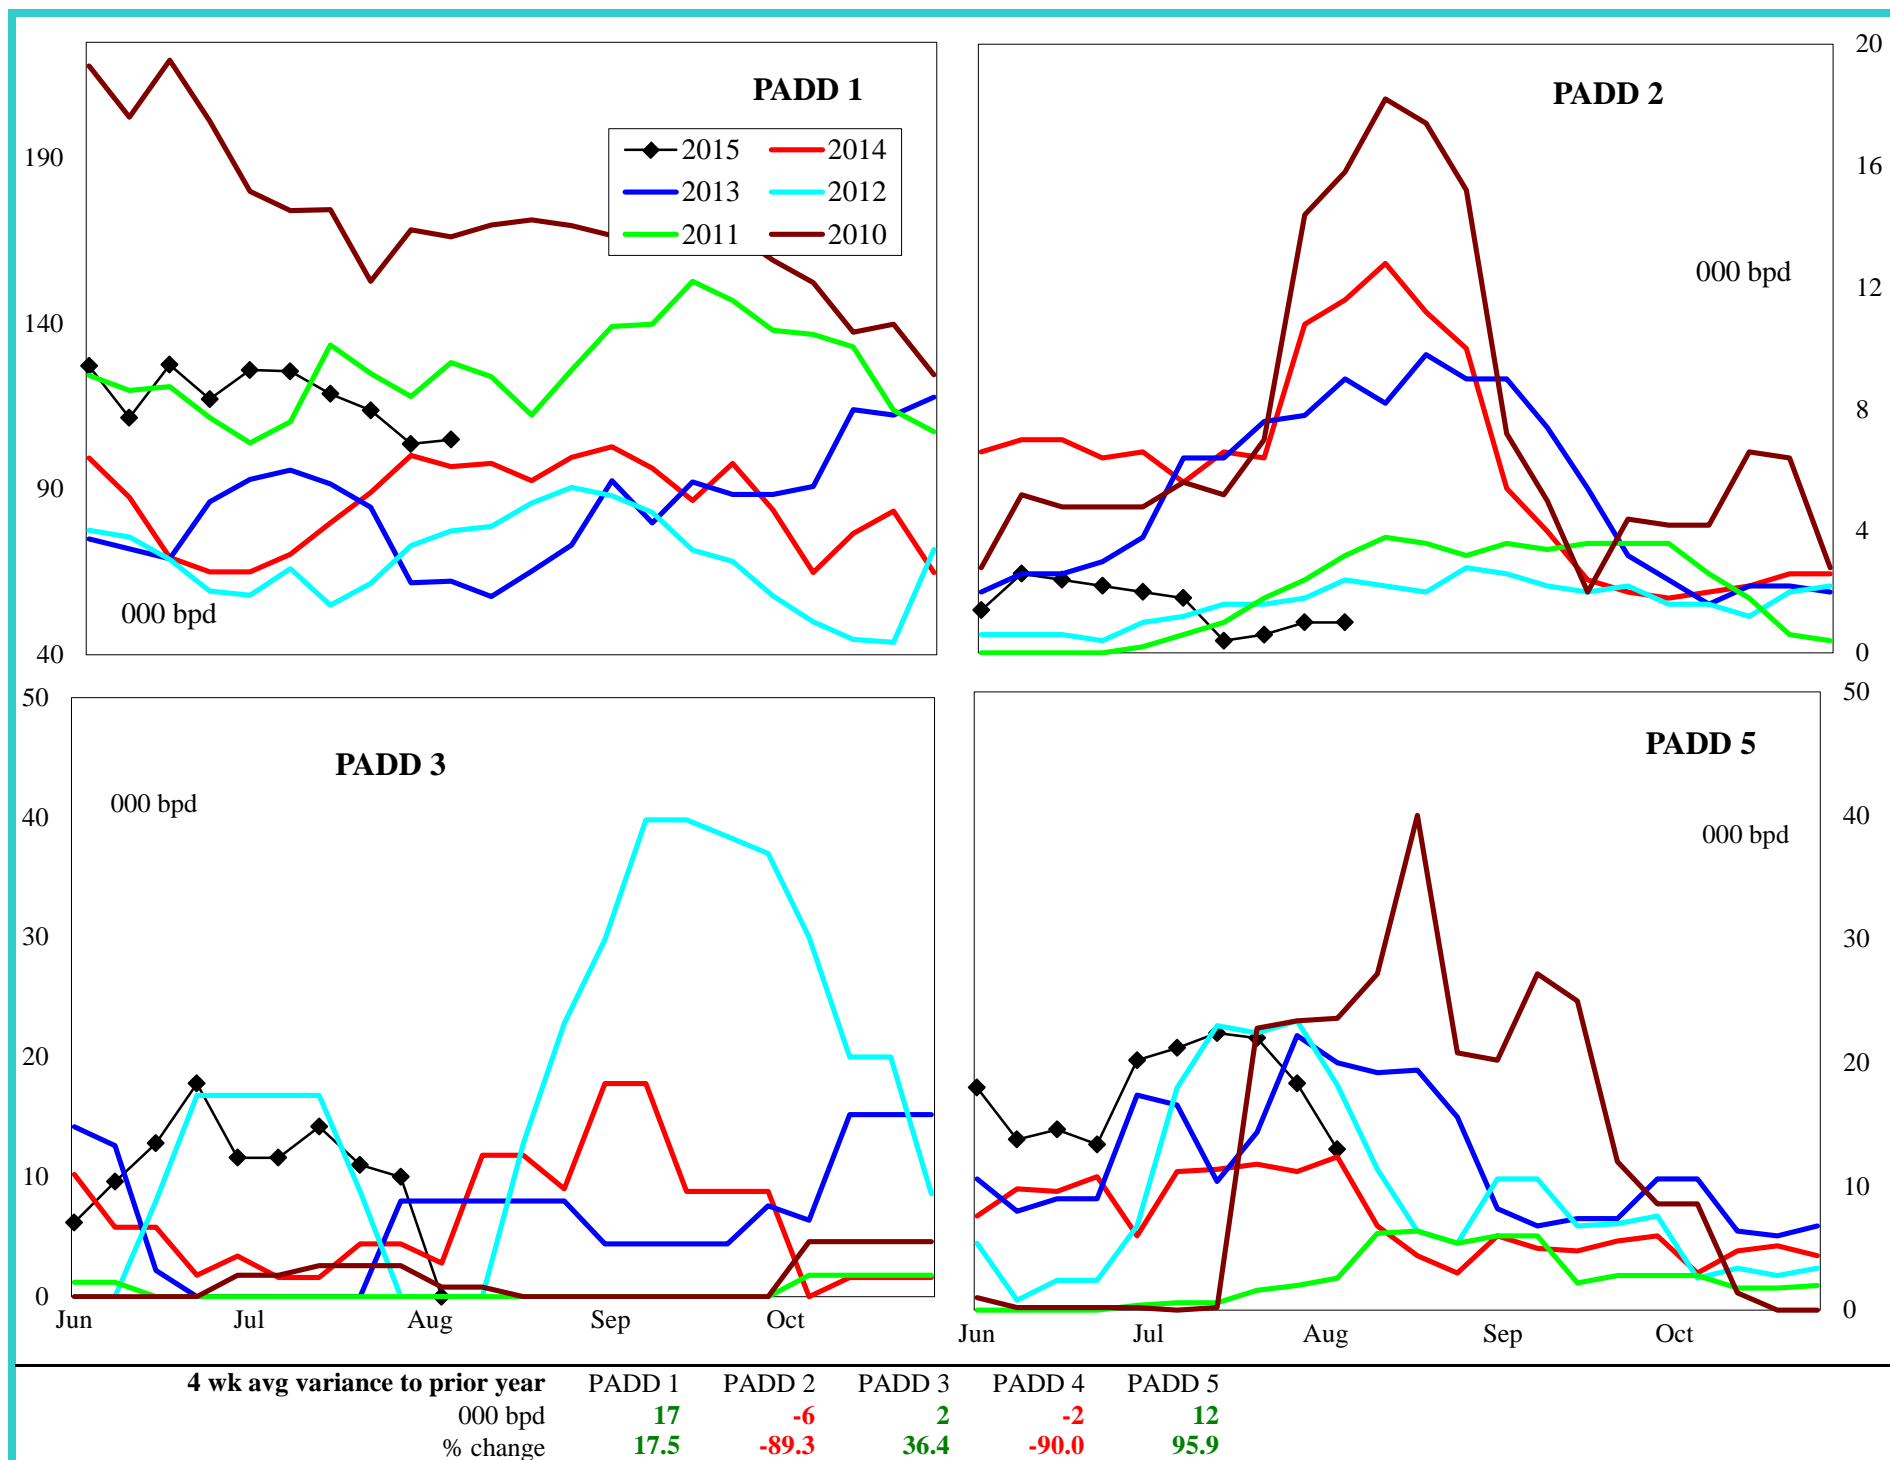 PADD 1
190
140
90
40
2015 2014
2013 2012
2011 2010
000 bpd
PADD 2
20
16
12
8
4
0
000 bpd
PADD 3
50
40
30
20
10
0
000 bpd
Jun Jul Aug Sep Oct
PADD 5
50
40
30
20
10
0
000 bpd
Jun Jul Aug Sep Oct
4 wk avg variance to prior year PADD 1 PADD 2 PADD 3 PADD 4 PADD 5
000 bpd 17 -6 2 -2 12
% change 17.5 -89.3 36.4 -90.0 95.9